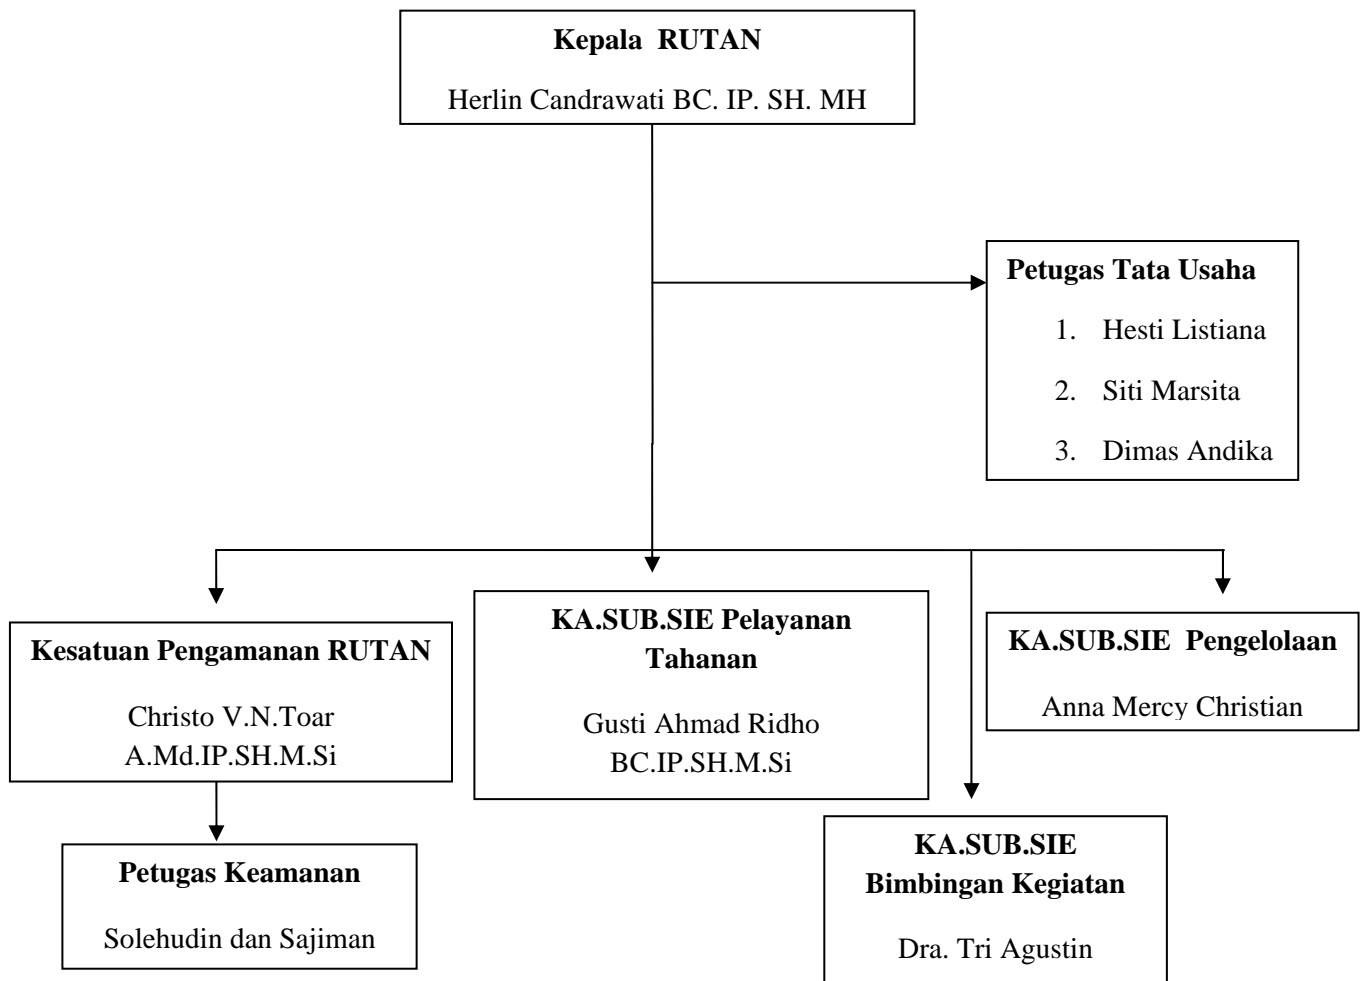 Kepala  RUTAN
Herlin Candrawati BC. IP. SH. MH
Petugas Tata Usaha
1. Hesti Listiana
2. Siti Marsita
3. Dimas Andika
Kesatuan Pengamanan RUTAN
Christo V.N.Toar
A.Md.IP.SH.M.Si
KA.SUB.SIE Pelayanan
Tahanan
Gusti Ahmad Ridho
BC.IP.SH.M.Si
KA.SUB.SIE  Pengelolaan
Anna Mercy Christian
Petugas Keamanan
Solehudin dan Sajiman
KA.SUB.SIE
Bimbingan Kegiatan
Dra. Tri Agustin